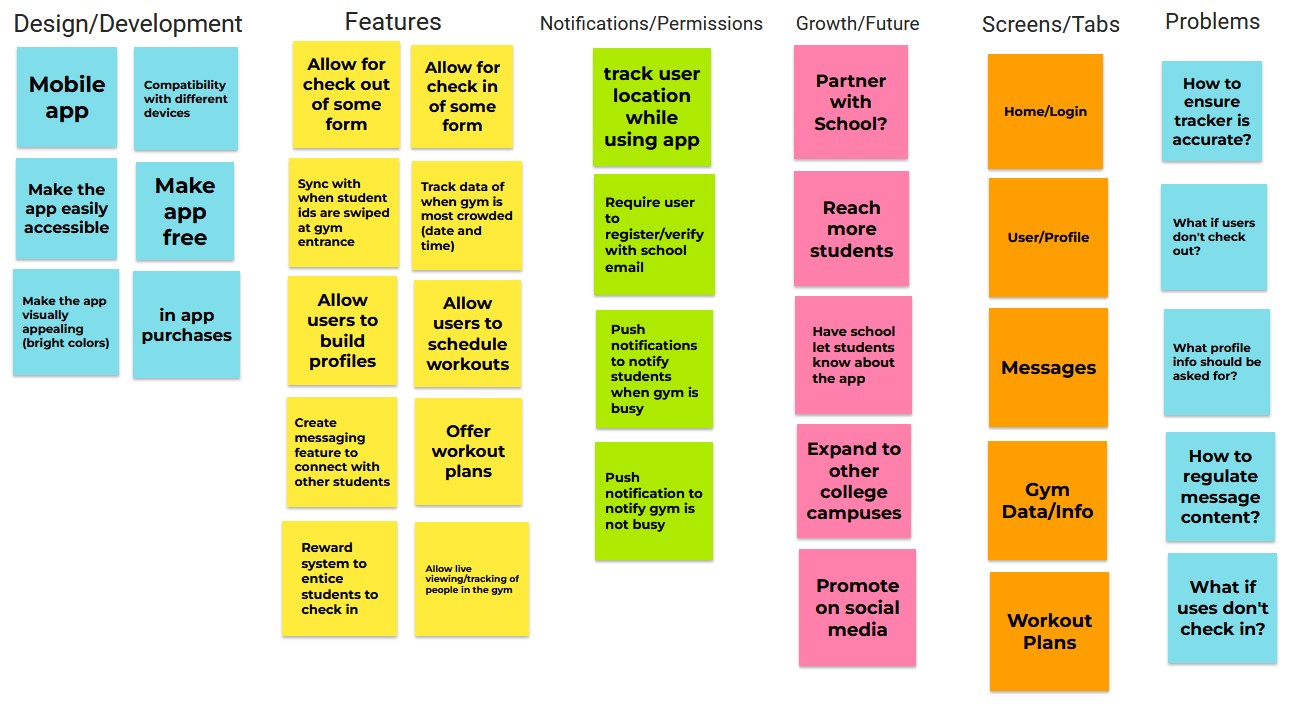 Design/Development
Mobile
app
Compatibility
with different
devices
Make the
app easily
accessible
Make
app
free
Make the app
visually
appealing
(bright colors)
in app
purchases
Features
Allow for
check out
of some
form
Allow for
check in
of some
form
Sync with
when student
ids are swiped
at gym
entrance
Track data of
when gym is
most crowded
(date and
time)
Allow
users to
build
profiles
Allow
users to
schedule
workouts
Create
messaging
feature to
connect with
other students
Offer
workout
plans
Reward
system to
entice
students to
check in
Allow live
viewing/tracking of
people in the gym
Notifications/Permissions
track user
location
while
using app
Require user
to
register/verify
with school
email
Push
notifications
to notify
students
when gym is
busy
Push
notification to
notify gym is
not busy
Growth/Future
Partner
with
School?
Reach
more
students
Have school
let students
know about
the app
Expand to
other
college
campuses
Promote
on social
media
Screens/Tabs
Home/Login
User/Profile
Messages
Gym
Data/Info
Workout
Plans
Problems
How to
ensure
tracker is
accurate?
What if users
don't check
out?
What profile
info should be
asked for?
How to
regulate
message
content?
What if
uses don't
check in?